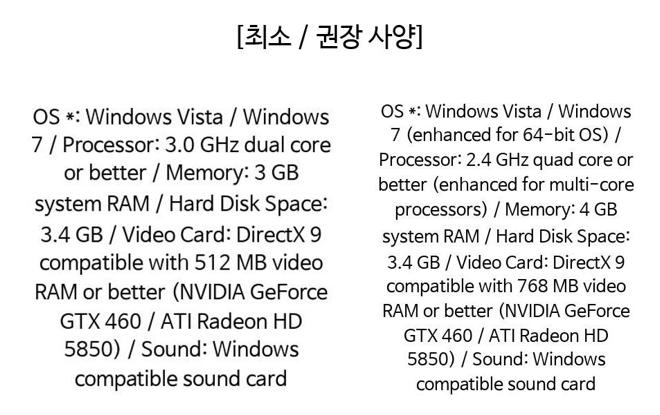 [최소 / 권장 사양]
OS *: Windows Vista / Windows
7 / Processor: 3.0 GHz dual core
or better / Memory: 3 GB
system RAM / Hard Disk Space:
3.4 GB / Video Card: DirectX 9
compatible with 512 MB video
RAM or better (NVIDIA GeForce
GTX 460 / ATI Radeon HD
5850) / Sound: Windows
compatible sound card
OS *: Windows Vista / Windows
7 (enhanced for 64-bit OS) /
Processor: 2.4 GHz quad core or
better (enhanced for multi-core
processors) / Memory: 4 GB
system RAM / Hard Disk Space:
3.4 GB / Video Card: DirectX 9
compatible with 768 MB video
RAM or better (NVIDIA GeForce
GTX 460 / ATI Radeon HD
5850) / Sound: Windows
compatible sound card